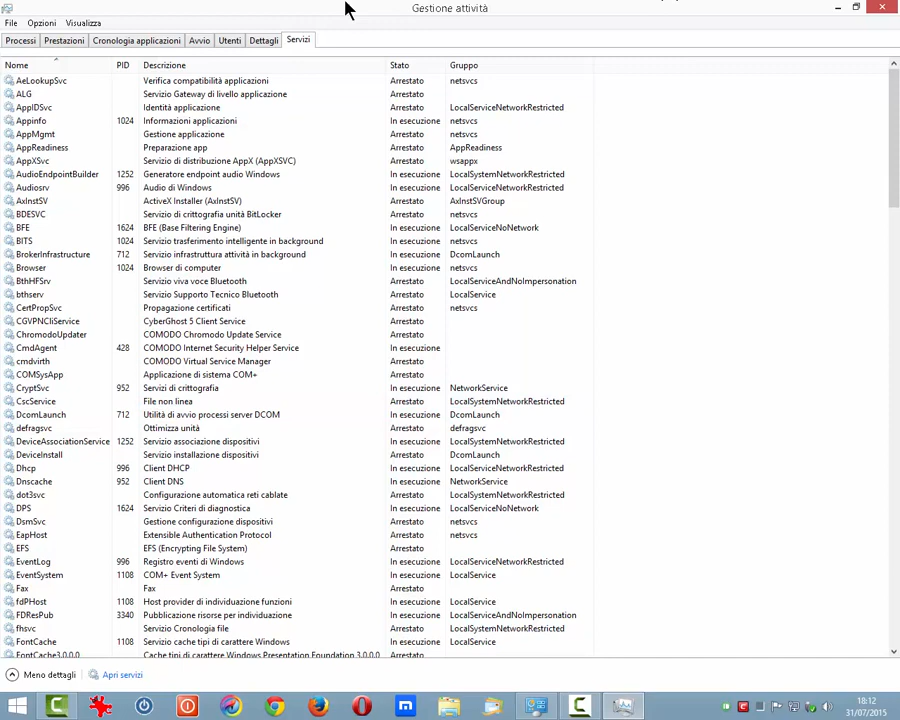 Gestione attività
File Opzioni Visualizza
Processi Prestazioni Cronologia applicazioni Avvio Utenti Dettagli Servizi
Nome PID Descrizione Stato Gruppo
AeLookupSvc Verifica compatibilità applicazioni Arrestato netsvcs
ALG Servizio Gateway di livello applicazione Arrestato
AppIDSvc Identità applicazione Arrestato LocalServiceNetworkRestricted
Appinfo 1024 Informazioni applicazioni In esecuzione netsvcs
AppMgmt Gestione applicazione Arrestato netsvcs
AppReadiness Preparazione app Arrestato AppReadiness
AppXSvc Servizio di distribuzione AppX (AppXSVC) Arrestato wsappx
AudioEndpointBuilder 1252 Generatore endpoint audio Windows In esecuzione LocalSystemNetworkRestricted
Audiosrv 996 Audio di Windows In esecuzione LocalServiceNetworkRestricted
AxInstSV ActiveX Installer (AxInstSV) Arrestato AxInstSVGroup
BDESVC Servizio di crittografia unità BitLocker Arrestato netsvcs
BFE 1624 BFE (Base Filtering Engine) In esecuzione LocalServiceNoNetwork
BITS 1024 Servizio trasferimento intelligente in background In esecuzione netsvcs
BrokerInfrastructure 712 Servizio infrastruttura attività in background In esecuzione DcomLaunch
Browser 1024 Browser di computer In esecuzione netsvcs
BthHFSrv Servizio viva voce Bluetooth Arrestato LocalServiceAndNoImpersonation
bthserv Servizio Supporto Tecnico Bluetooth Arrestato LocalService
CertPropSvc Propagazione certificati Arrestato netsvcs
CGVPNCliService CyberGhost 5 Client Service Arrestato
ChromodoUpdater COMODO Chromodo Update Service Arrestato
CmdAgent 428 COMODO Internet Security Helper Service In esecuzione
cmdvirth COMODO Virtual Service Manager Arrestato
COMSysApp Applicazione di sistema COM+ Arrestato
CryptSvc 952 Servizi di crittografia In esecuzione NetworkService
CscService File non linea Arrestato LocalSystemNetworkRestricted
DcomLaunch 712 Utilità di avvio processi server DCOM In esecuzione DcomLaunch
defragsvc Ottimizza unità Arrestato defragsvc
DeviceAssociationService 1252 Servizio associazione dispositivi In esecuzione LocalSystemNetworkRestricted
DeviceInstall Servizio installazione dispositivi Arrestato DcomLaunch
Dhcp 996 Client DHCP In esecuzione LocalServiceNetworkRestricted
Dnscache 952 Client DNS In esecuzione NetworkService
dot3svc Configurazione automatica reti cablate Arrestato LocalSystemNetworkRestricted
DPS 1624 Servizio Criteri di diagnostica In esecuzione LocalServiceNoNetwork
DsmSvc Gestione configurazione dispositivi Arrestato netsvcs
EapHost Extensible Authentication Protocol Arrestato netsvcs
EFS EFS (Encrypting File System) Arrestato
EventLog 996 Registro eventi di Windows In esecuzione LocalServiceNetworkRestricted
EventSystem 1108 COM+ Event System In esecuzione LocalService
Fax Fax Arrestato
fdPHost 1108 Host provider di individuazione funzioni In esecuzione LocalService
FDResPub 3340 Pubblicazione risorse per individuazione In esecuzione LocalServiceAndNoImpersonation
fhsvc Servizio Cronologia file Arrestato LocalSystemNetworkRestricted
FontCache 1108 Servizio cache tipi di carattere Windows In esecuzione LocalService
FontCache3.0.0.0 Cache tipi di carattere Windows Presentation Foundation 3.0.0.0 Arrestato
Meno dettagli Apri servizi
18:12
31/07/2015